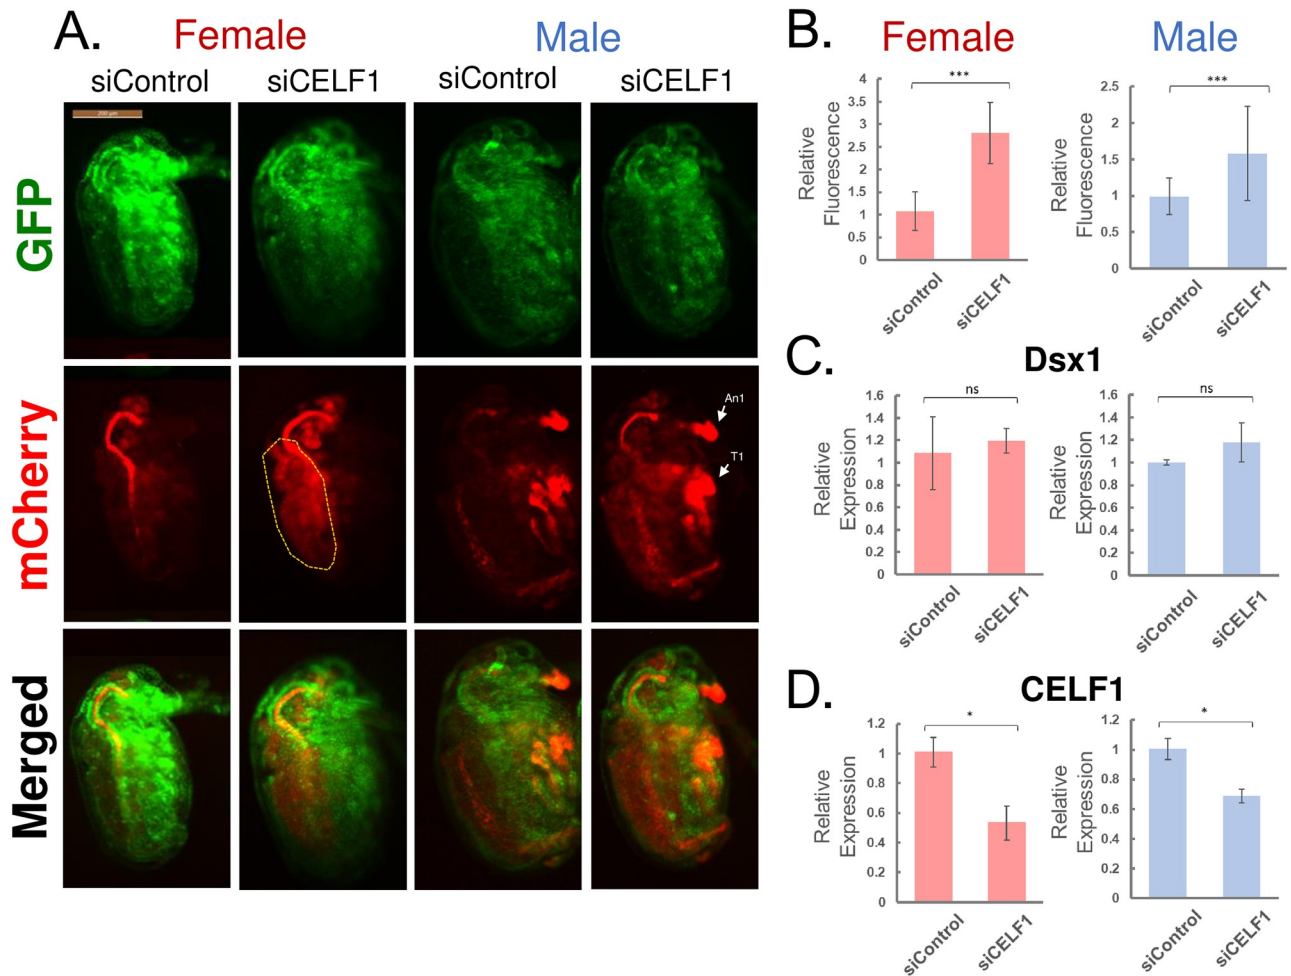 A.
Female
Male
siControl
siCELF1
siControl
siCELF1
200 µm
GFP
mCherry
An1
T1
Merged
B.
Female
Male
Relative
Fluorescence
4
3.5
3
2.5
2
1.5
1
0.5
0
***
siControl
siCELF1
Relative
Fluorescence
2.5
2
1.5
1
0.5
0
***
siControl
siCELF1
C.
Dsx1
Relative
Expression
1.6
1.4
1.2
1
0.8
0.6
0.4
0.2
0
ns
siControl
siCELF1
Relative
Expression
1.6
1.4
1.2
1
0.8
0.6
0.4
0.2
0
ns
siControl
siCELF1
D.
CELF1
Relative
Expression
1.2
1
0.8
0.6
0.4
0.2
0
*
siControl
siCELF1
Relative
Expression
1.2
1
0.8
0.6
0.4
0.2
0
*
siControl
siCELF1